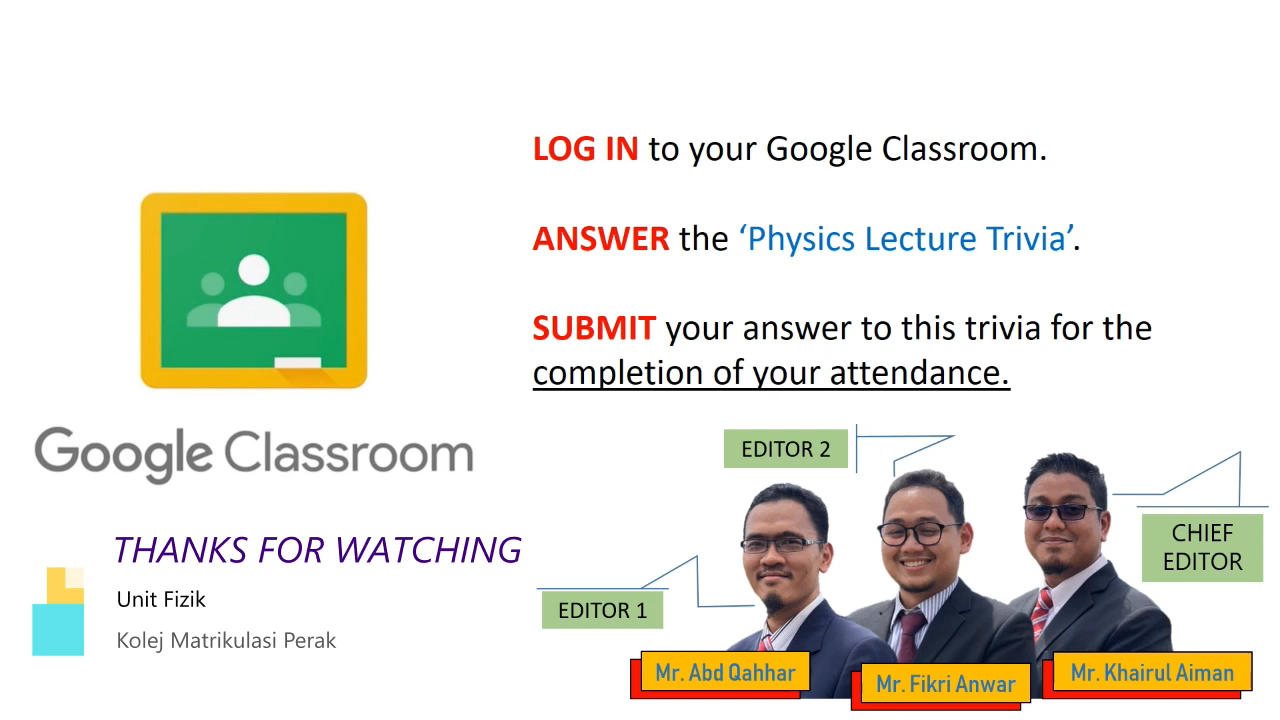 LOG IN to your Google Classroom.
ANSWER the ‘Physics Lecture Trivia’.
SUBMIT your answer to this trivia for the
completion of your attendance.
Google Classroom
THANKS FOR WATCHING
Unit Fizik
Kolej Matrikulasi Perak
EDITOR 2
CHIEF
EDITOR
EDITOR 1
Mr. Abd Qahhar
Mr. Fikri Anwar
Mr. Khairul Aiman